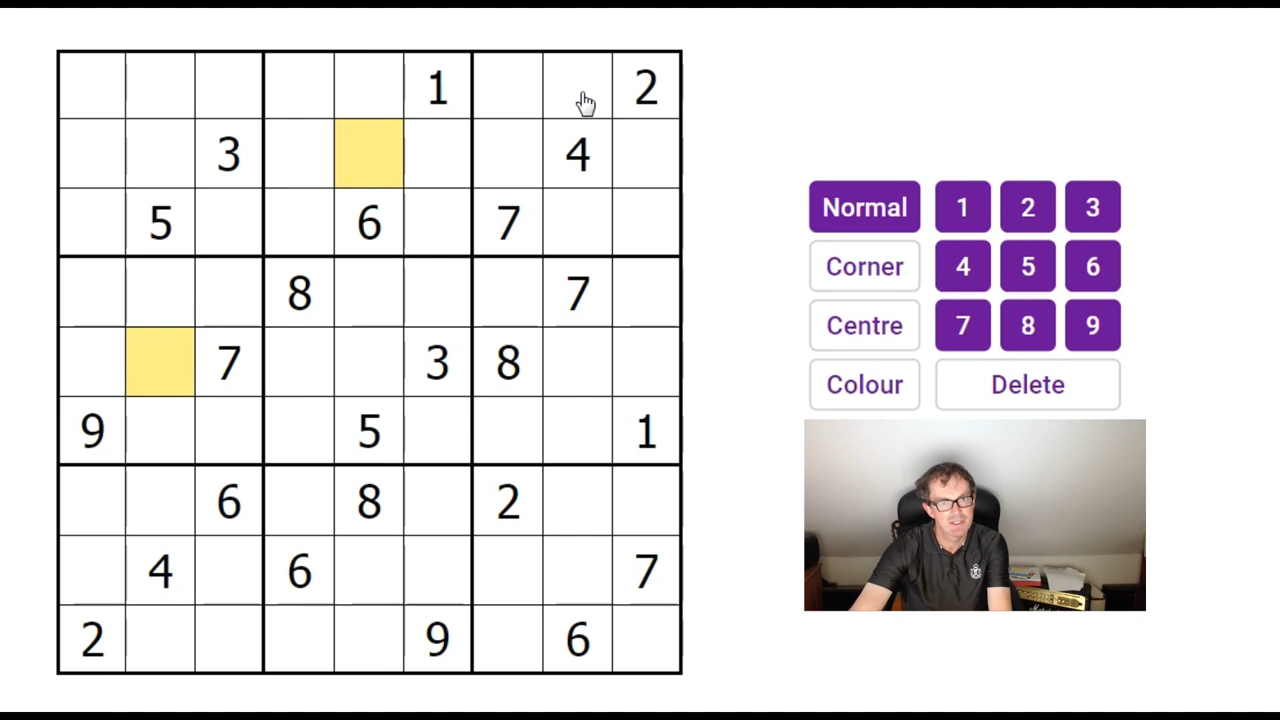 1 2
3 4
5 6 7
8 7
7 3 8
9 5 1
6 8 2
4 6 7
2 9 6
Normal 1 2 3
Corner 4 5 6
Centre 7 8 9
Colour Delete